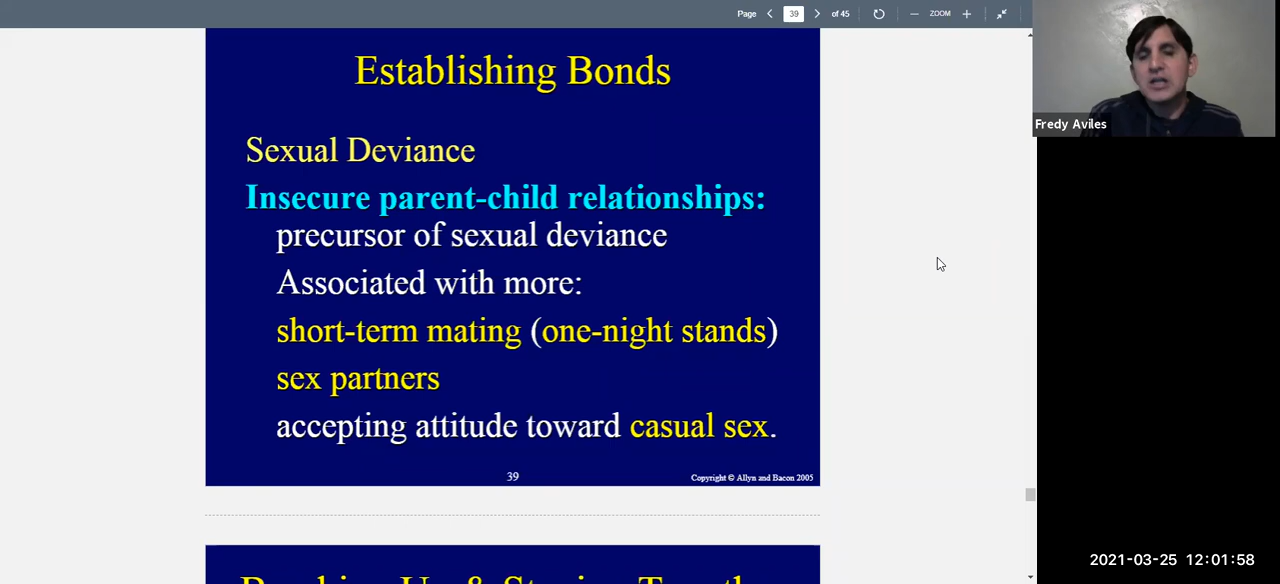 Page 39 of 45 ZOOM
Establishing Bonds
Sexual Deviance
Insecure parent-child relationships:
precursor of sexual deviance
Associated with more:
short-term mating (one-night stands)
sex partners
accepting attitude toward casual sex.
39
Copyright © Allyn and Bacon 2005
Fredy Aviles
2021-03-25 12:01:58